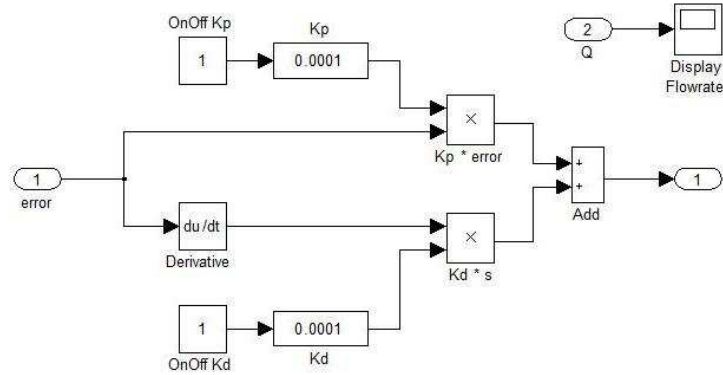 OnOff Kp
1
Kp
0.0001
2
Q
Display
Flowrate
×
Kp * error
1
error
+
+
Add
1
du/dt
Derivative
×
Kd * s
1
OnOff Kd
0.0001
Kd